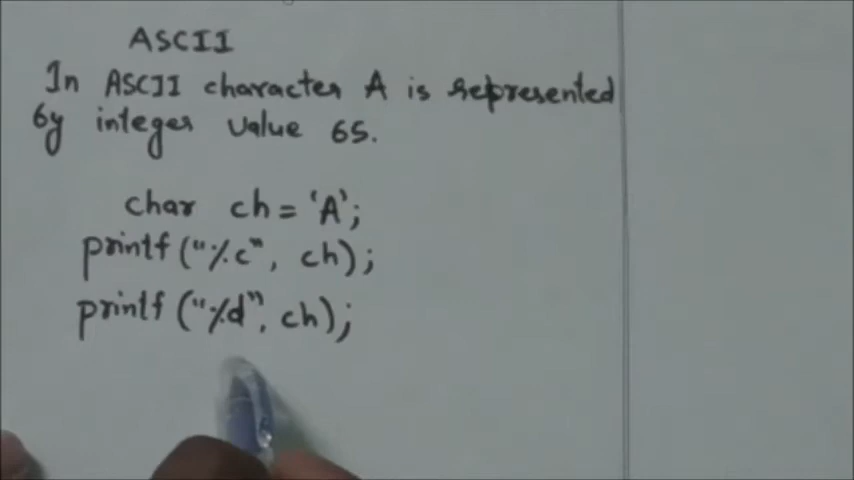 ASCII
In ASCII character A is represented
by integer value 65.
char ch = 'A';
printf ("%c", ch);
printf ("%d", ch);